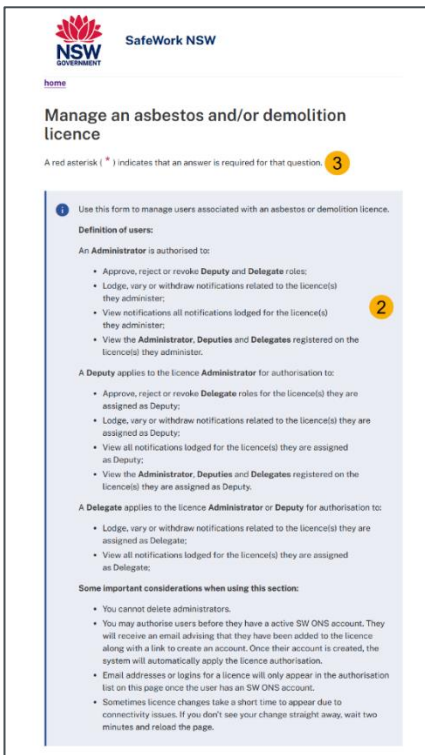 NSW
GOVERNMENT
SafeWork NSW
home
Manage an asbestos and/or demolition
licence
A red asterisk ( * ) indicates that an answer is required for that question. 3
Use this form to manage users associated with an asbestos or demolition licence.
Definition of users:
An Administrator is authorised to:
• Approve, reject or revoke Deputy and Delegate roles;
• Lodge, vary or withdraw notifications related to the licence(s)
they administer;
• View notifications all notifications lodged for the licence(s)
they administer;
2
• View the Administrator, Deputies and Delegates registered on the
licence(s) they administer.
A Deputy applies to the licence Administrator for authorisation to:
• Approve, reject or revoke Delegate roles for the licence(s) they are
assigned as Deputy;
• Lodge, vary or withdraw notifications related to the licence(s) they are
assigned as Deputy;
• View all notifications lodged for the licence(s) they are assigned
as Deputy;
• View the Administrator, Deputies and Delegates registered on the
licence(s) they are assigned as Deputy.
A Delegate applies to the licence Administrator or Deputy for authorisation to:
• Lodge, vary or withdraw notifications related to the licence(s) they are
assigned as Delegate;
• View all notifications lodged for the licence(s) they are assigned
as Delegate;
Some important considerations when using this section:
• You cannot delete administrators.
• You may authorise users before they have a active SW ONS account. They
will receive an email advising that they have been added to the licence
along with a link to create an account. Once their account is created, the
system will automatically apply the licence authorisation.
• Email addresses or logins for a licence will only appear in the authorisation
list on this page once the user has an SW ONS account.
• Sometimes licence changes take a short time to appear due to
connectivity issues. If you don't see your change straight away, wait two
minutes and reload the page.